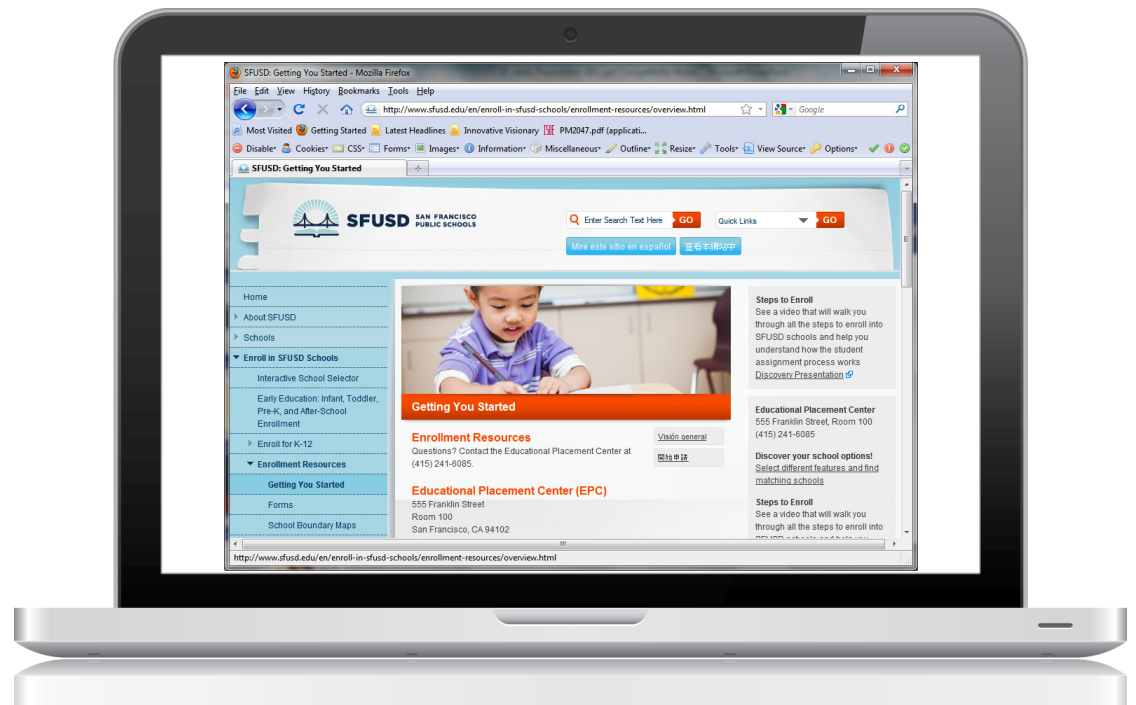 SFUSD: Getting You Started - Mozilla Firefox
File Edit View History Bookmarks Tools Help
http://www.sfusd.edu/en/enroll-in-sfusd-schools/enrollment-resources/overview.html
Google
Most Visited Getting Started Latest Headlines Innovative Visionary PM2047.pdf (applicati...
Disable Cookies CSS Forms Images Information Miscellaneous Outline Resize Tools View Source Options
SFUSD: Getting You Started
SFUSD SAN FRANCISCO
PUBLIC SCHOOLS
Enter Search Text Here GO Quick Links GO
Mire este sitio en español
Home
About SFUSD
Schools
Enroll in SFUSD Schools
Interactive School Selector
Early Education: Infant, Toddler,
Pre-K, and After-School
Enrollment
Enroll for K-12
Enrollment Resources
Getting You Started
Forms
School Boundary Maps
Getting You Started
Enrollment Resources
Questions? Contact the Educational Placement Center at
(415) 241-6085.
Visión general
開始申請
Educational Placement Center (EPC)
555 Franklin Street
Room 100
San Francisco, CA 94102
Steps to Enroll
See a video that will walk you
through all the steps to enroll into
SFUSD schools and help you
understand how the student
assignment process works
Discovery Presentation
Educational Placement Center
555 Franklin Street, Room 100
(415) 241-6085
Discover your school options!
Select different features and find
matching schools
Steps to Enroll
See a video that will walk you
through all the steps to enroll into
http://www.sfusd.edu/en/enroll-in-sfusd-schools/enrollment-resources/overview.html